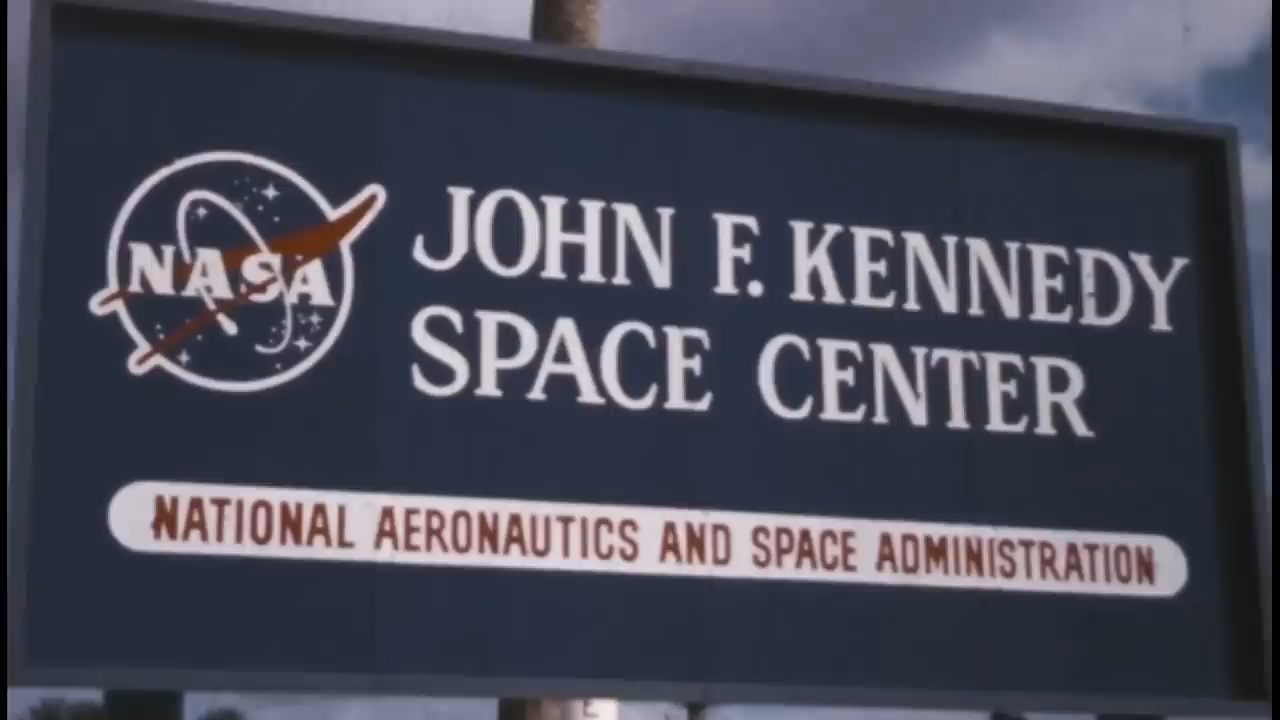 NASA
JOHN F. KENNEDY
SPACE CENTER
NATIONAL AERONAUTICS AND SPACE ADMINISTRATION